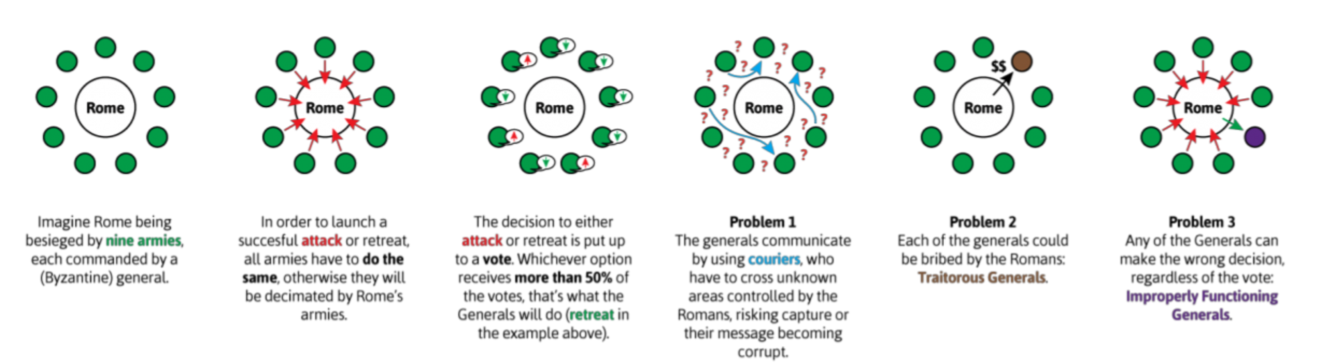 Rome
Imagine Rome being
besieged by nine armies,
each commanded by a
(Byzantine) general.
Rome
In order to launch a
succesful attack or retreat,
all armies have to do the
same, otherwise they will
be decimated by Rome's
armies.
Rome
The decision to either
attack or retreat is put up
to a vote. Whichever option
receives more than 50% of
the votes, that's what the
Generals will do (retreat in
the example above).
? ? ? ? ? ? ? ? ? ? ? ? ? ? ? ?
Rome
Problem 1
The generals communicate
by using couriers, who
have to cross unknown
areas controlled by the
Romans, risking capture or
their message becoming
corrupt.
$$
Rome
Problem 2
Each of the generals could
be bribed by the Romans:
Traitorous Generals.
Rome
Problem 3
Any of the Generals can
make the wrong decision,
regardless of the vote:
Improperly Functioning
Generals.